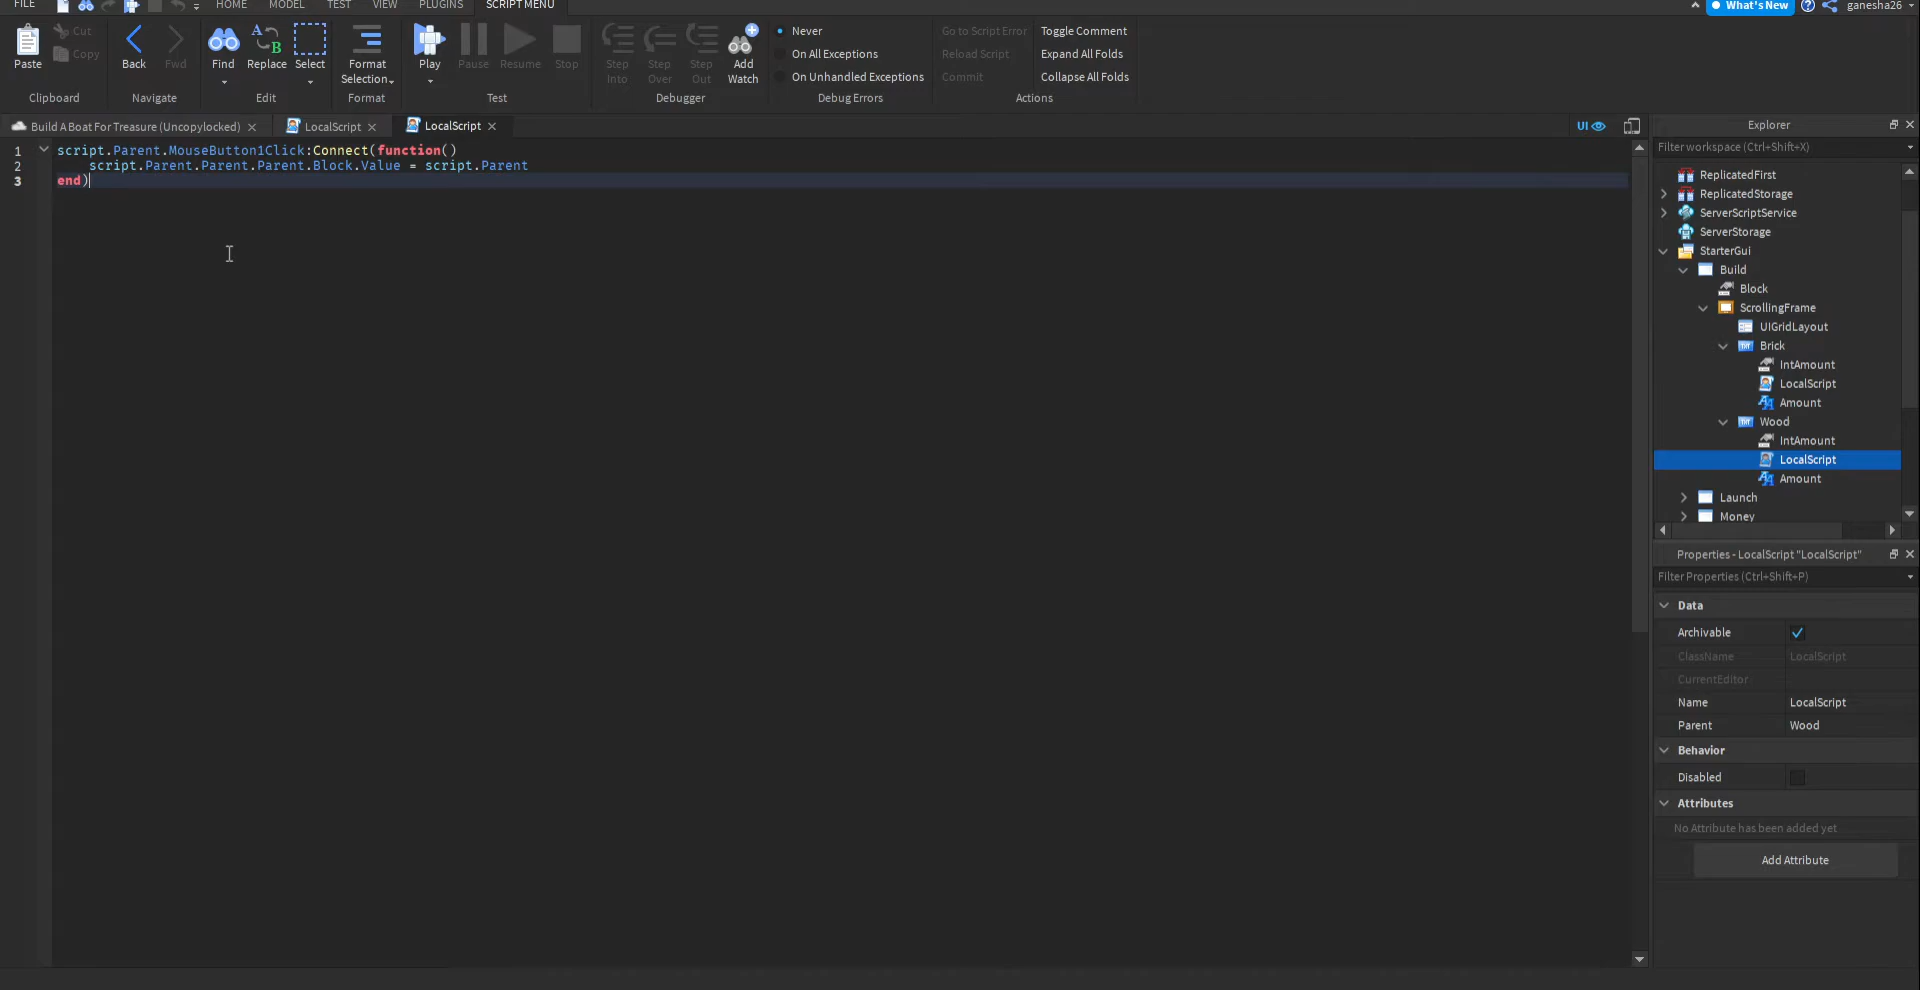 FILE HOME MODEL TEST VIEW PLUGINS SCRIPT MENU What's New ganesha26
Paste Cut Copy Back Fwd Find Replace Select Format Selection Play Pause Resume Stop Step Into Step Over Step Out Add Watch
Never
On All Exceptions
On Unhandled Exceptions
Go to Script Error
Reload Script
Commit
Toggle Comment
Expand All Folds
Collapse All Folds
Clipboard Navigate Edit Format Test Debugger Debug Errors Actions
Build A Boat For Treasure (Uncopylocked) LocalScript LocalScript UI
1 script.Parent.MouseButton1Click:Connect(function()
2 script.Parent.Parent.Parent.Block.Value = script.Parent
3 end)
Explorer
Filter workspace (Ctrl+Shift+X)
ReplicatedFirst
ReplicatedStorage
ServerScriptService
ServerStorage
StarterGui
Build
Block
ScrollingFrame
UIGridLayout
TXT Brick
IntAmount
LocalScript
Amount
TXT Wood
IntAmount
LocalScript
Amount
Launch
Money
Properties - LocalScript "LocalScript"
Filter Properties (Ctrl+Shift+P)
Data
Archivable
ClassName LocalScript
CurrentEditor
Name LocalScript
Parent Wood
Behavior
Disabled
Attributes
No Attribute has been added yet
Add Attribute